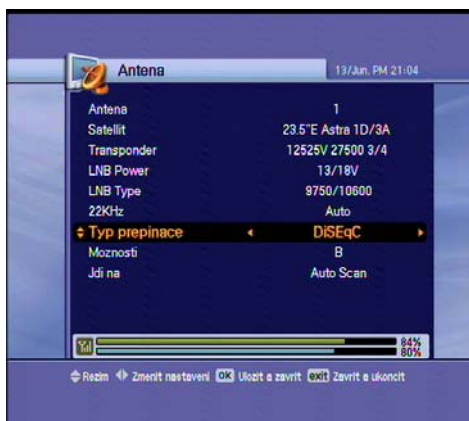 Antena 13/Jun. PM 21:04
Antena 1
Satellit 23.5"E Astra 1D/3A
Transponder 12525V 27500 3/4
LNB Power 13/18V
LNB Type 9750/10600
22KHz Auto
Typ prepinace DiSEqC
Moznosti B
Jdi na Auto Scan
84%
80%
Rezim Zmenit nastaveni OK Ulozit a zavrit exit Zavrit a ukoncit